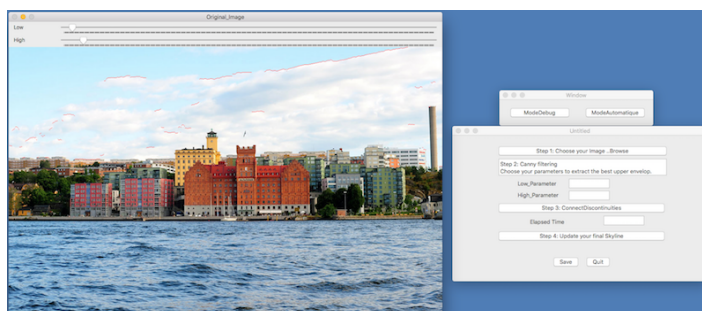 Original_Image
Low
High
Window
ModeDebug
ModeAutomatique
Untitled
Step 1: Choose your image ..Browse
Step 2: Canny filtering
Choose your parameters to extract the best upper envelop.
Low_Parameter
High_Parameter
Step 3: ConnectDiscontinuities
Elapsed Time
Step 4: Update your final Skyline
Save
Quit